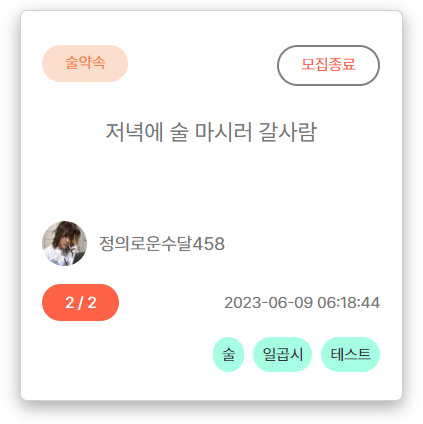 술약속
모집종료
저녁에 술 마시러 갈사람
정의로운수달458
2 / 2
2023-06-09 06:18:44
술 일곱시 테스트